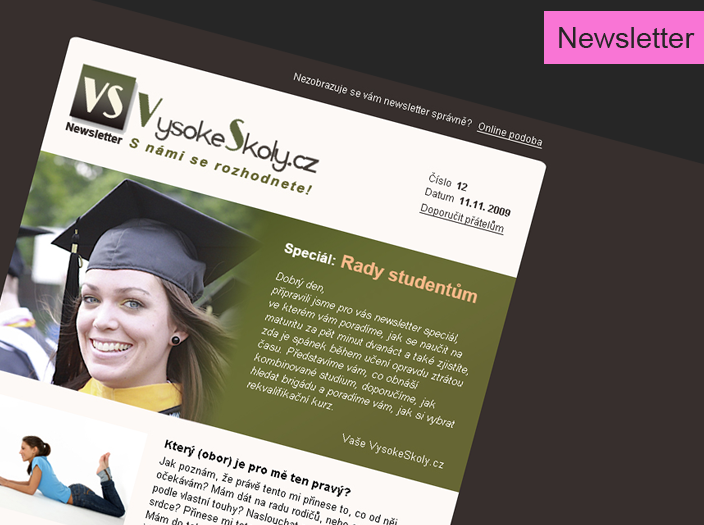 Newsletter
Nezobrazuje se vám newsletter správně? Online podoba
VS VysokeSkoly.cz
Newsletter S námi se rozhodnete!
Číslo 12
Datum 11.11.2009
Doporučit přátelům
Speciál: Rady studentům
Dobrý den,
připravili jsme pro vás newsletter speciál,
ve kterém vám poradíme, jak se naučit na
maturitu za pět minut dvanáct a také zjistíte,
zda je spánek během učení opravdu ztrátou
času. Představíme vám, co obnáší
kombinované studium, doporučíme, jak
hledat brigádu a poradíme vám, jak si vybrat
rekvalifikační kurz.
Vaše VysokeSkoly.cz
Který (obor) je pro mě ten pravý?
Jak poznám, že právě tento mi přinese to, co od něj
očekávám? Mám dát na radu rodičů, nebo
podle vlastní touhy? Naslouchat
srdce? Přinese mi
Mám do